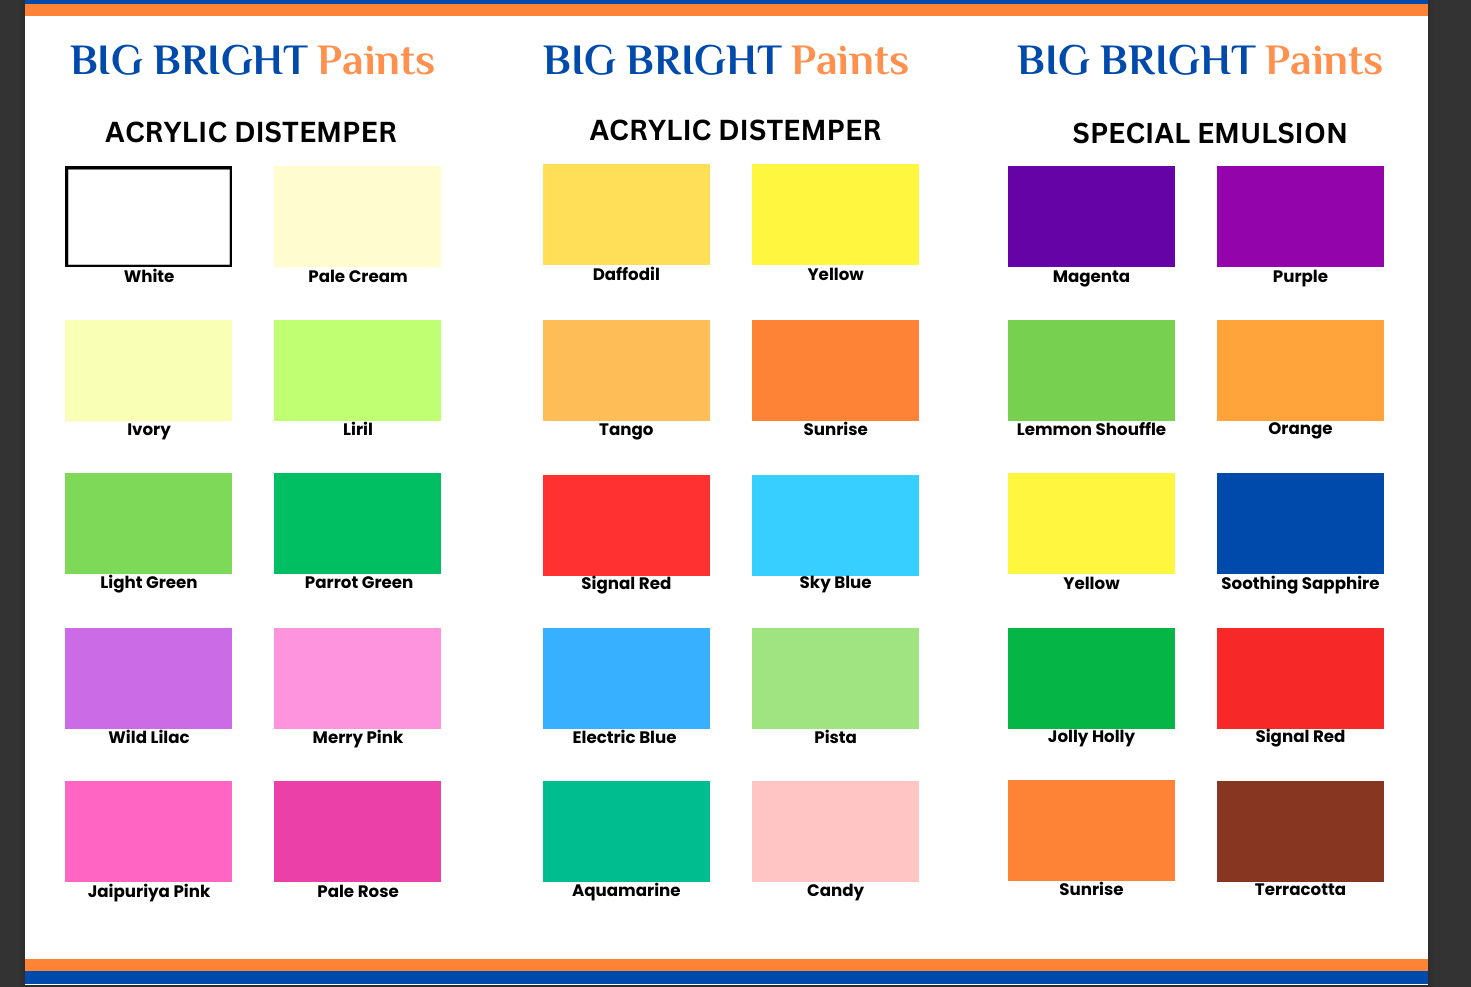 BIG BRIGHT Paints
ACRYLIC DISTEMPER
White
Pale Cream
Ivory
Liril
Light Green
Parrot Green
Wild Lilac
Merry Pink
Jaipuriya Pink
Pale Rose
BIG BRIGHT Paints
ACRYLIC DISTEMPER
Daffodil
Yellow
Tango
Sunrise
Signal Red
Sky Blue
Electric Blue
Pista
Aquamarine
Candy
BIG BRIGHT Paints
SPECIAL EMULSION
Magenta
Purple
Lemmon Shouffle
Orange
Yellow
Soothing Sapphire
Jolly Holly
Signal Red
Sunrise
Terracotta